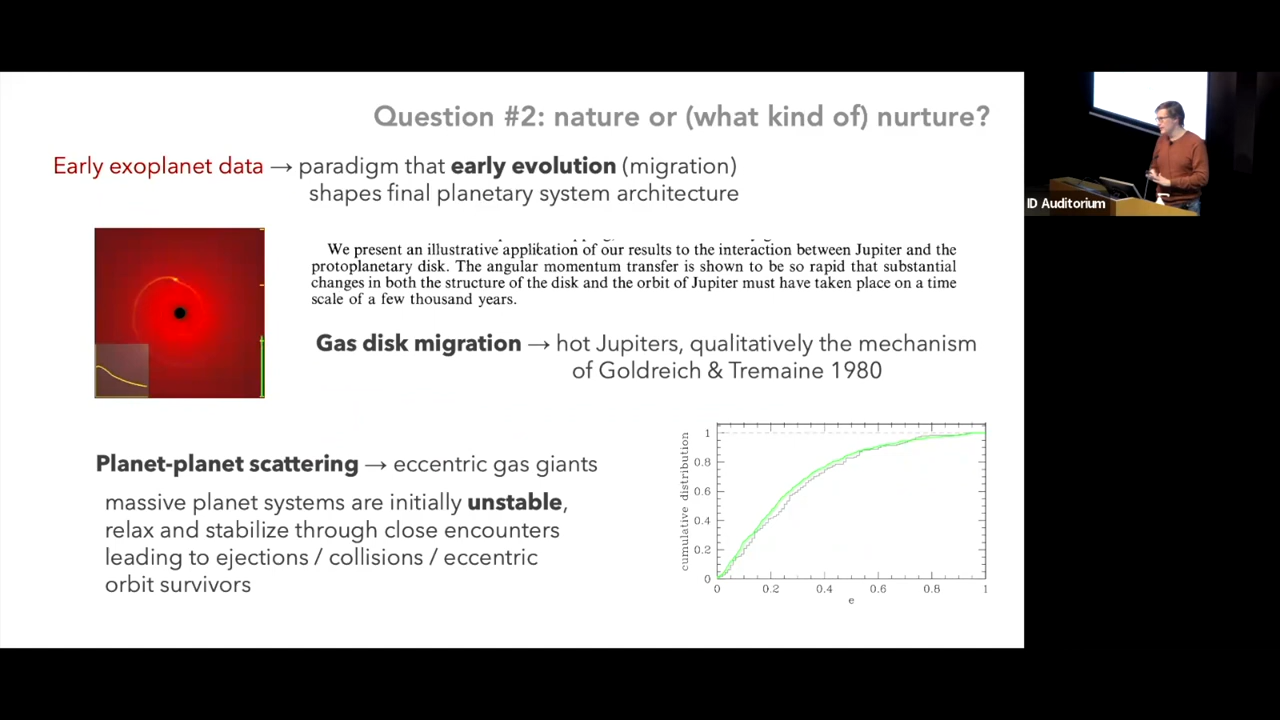 Question #2: nature or (what kind of) nurture?
Early exoplanet data → paradigm that early evolution (migration)
shapes final planetary system architecture
ID Auditorium
We present an illustrative application of our results to the interaction between Jupiter and the
protoplanetary disk. The angular momentum transfer is shown to be so rapid that substantial
changes in both the structure of the disk and the orbit of Jupiter must have taken place on a time
scale of a few thousand years.
Gas disk migration → hot Jupiters, qualitatively the mechanism
of Goldreich & Tremaine 1980
Planet-planet scattering → eccentric gas giants
massive planet systems are initially unstable,
relax and stabilize through close encounters
leading to ejections / collisions / eccentric
orbit survivors
cumulative distribution
1
0.8
0.6
0.4
0.2
0
0 0.2 0.4 0.6 0.8 1
e